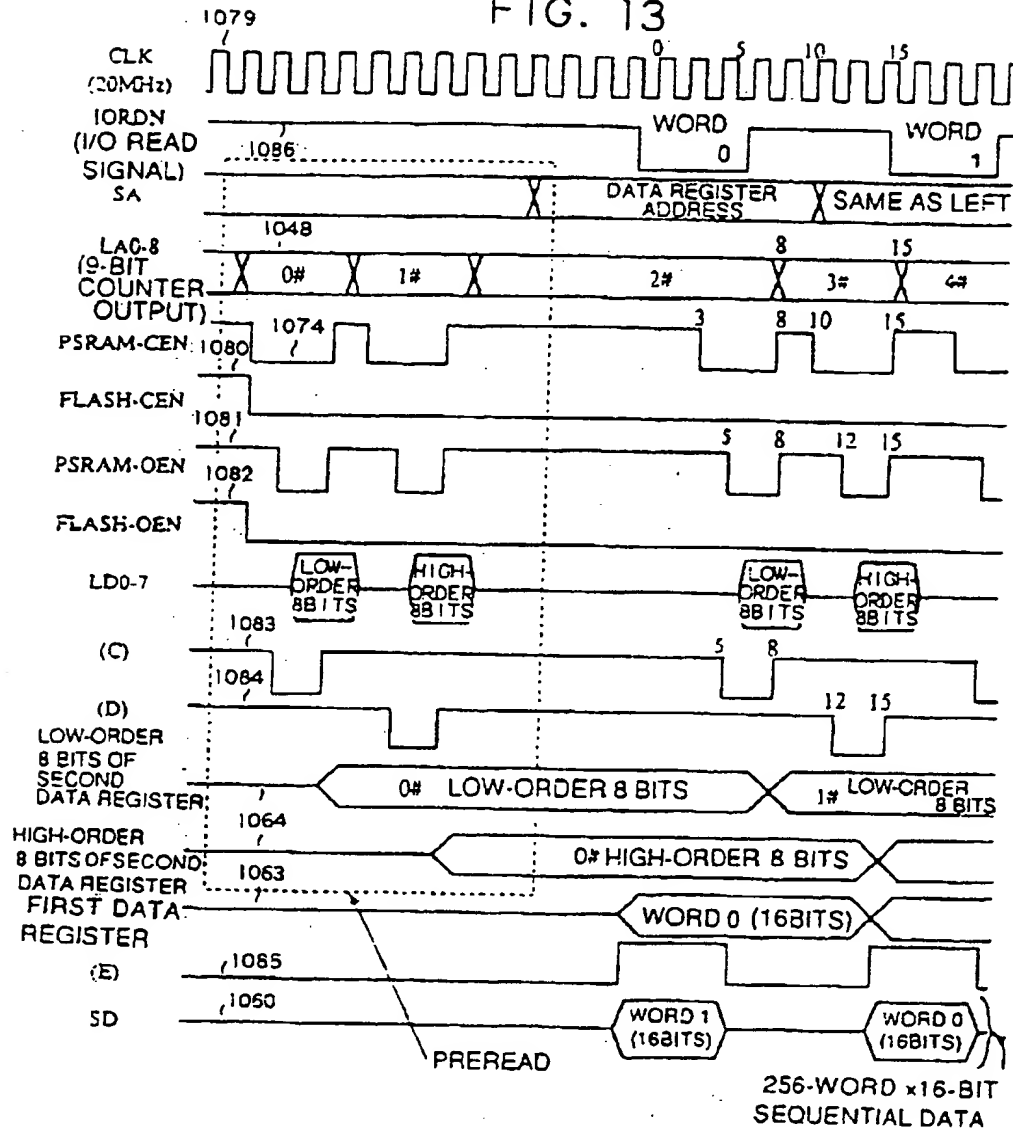 FIG. 13
1079
CLK
(20MHz)
0 5 10 15
IORDN
(I/O READ
SIGNAL)
1086
WORD
0
WORD
1
SA
DATA REGISTER
ADDRESS
SAME AS LEFT
1048
LA0-8
(9-BIT
COUNTER
OUTPUT)
0# 1# 2# 8 3# 15 4#
1074
PSRAM-CEN
1080
3 8 10 15
FLASH-CEN
1081
PSRAM-OEN
5 8 12 15
1082
FLASH-OEN
LD0-7
LOW-
ORDER
8BITS
HIGH-
ORDER
8BITS
LOW-
ORDER
8BITS
HIGH-
ORDER
8BITS
1083
(C)
5 8
1084
(D)
12 15
LOW-ORDER
8 BITS OF
SECOND
DATA REGISTER
0# LOW-ORDER 8 BITS
1# LOW-ORDER
8 BITS
1064
HIGH-ORDER
8 BITS OF SECOND
DATA REGISTER
0# HIGH-ORDER 8 BITS
1063
FIRST DATA
REGISTER
WORD 0 (16BITS)
(E)
1085
SD
1050
WORD 1
(16BITS)
WORD 0
(16BITS)
PREREAD
256-WORD x16-BIT
SEQUENTIAL DATA